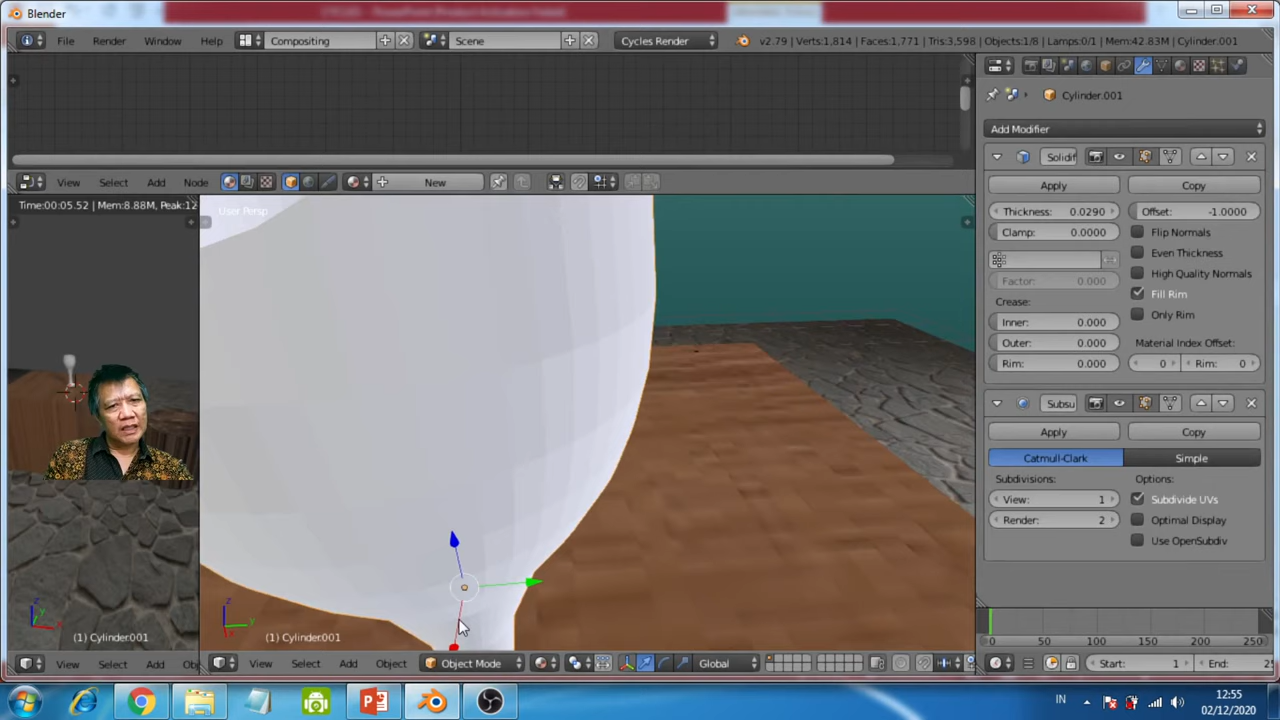 Blender
File Render Window Help Compositing Scene Cycles Render v2.79 | Verts:1,814 | Faces:1,771 | Tris:3,598 | Objects:1/8 | Lamps:0/1 | Mem:42.83M | Cylinder.001
Cylinder.001
Add Modifier
Solidif
Apply Copy
Thickness: 0.0290 Offset: -1.0000
Clamp: 0.0000 Flip Normals
Even Thickness
Factor: 0.000 High Quality Normals
Crease: Fill Rim
Inner: 0.000 Only Rim
Outer: 0.000 Material Index Offset:
Rim: 0.000 0 Rim: 0
Subsu
Apply Copy
Catmull-Clark Simple
Subdivisions: Options:
View: 1 Subdivide UVs
Render: 2 Optimal Display
Use OpenSubdiv
View Select Add Node New
Time:00:05.52 | Mem:8.88M, Peak:12
User Persp
(1) Cylinder.001
(1) Cylinder.001
0 50 100 150 200 250
View Select Add Ob
View Select Add Object Object Mode Global
Start: 1 End: 2
IN 12:55
02/12/2020